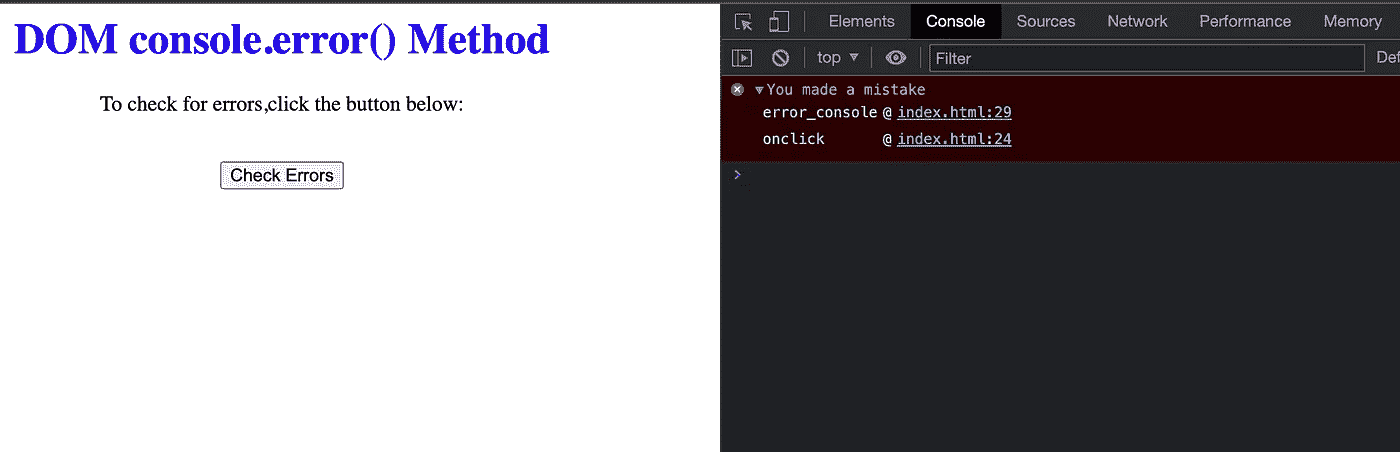 DOM console.error() Method
To check for errors,click the button below:
Check Errors
Elements Console Sources Network Performance Memory
top Filter Def
You made a mistake
error_console @ index.html:29
onclick @ index.html:24